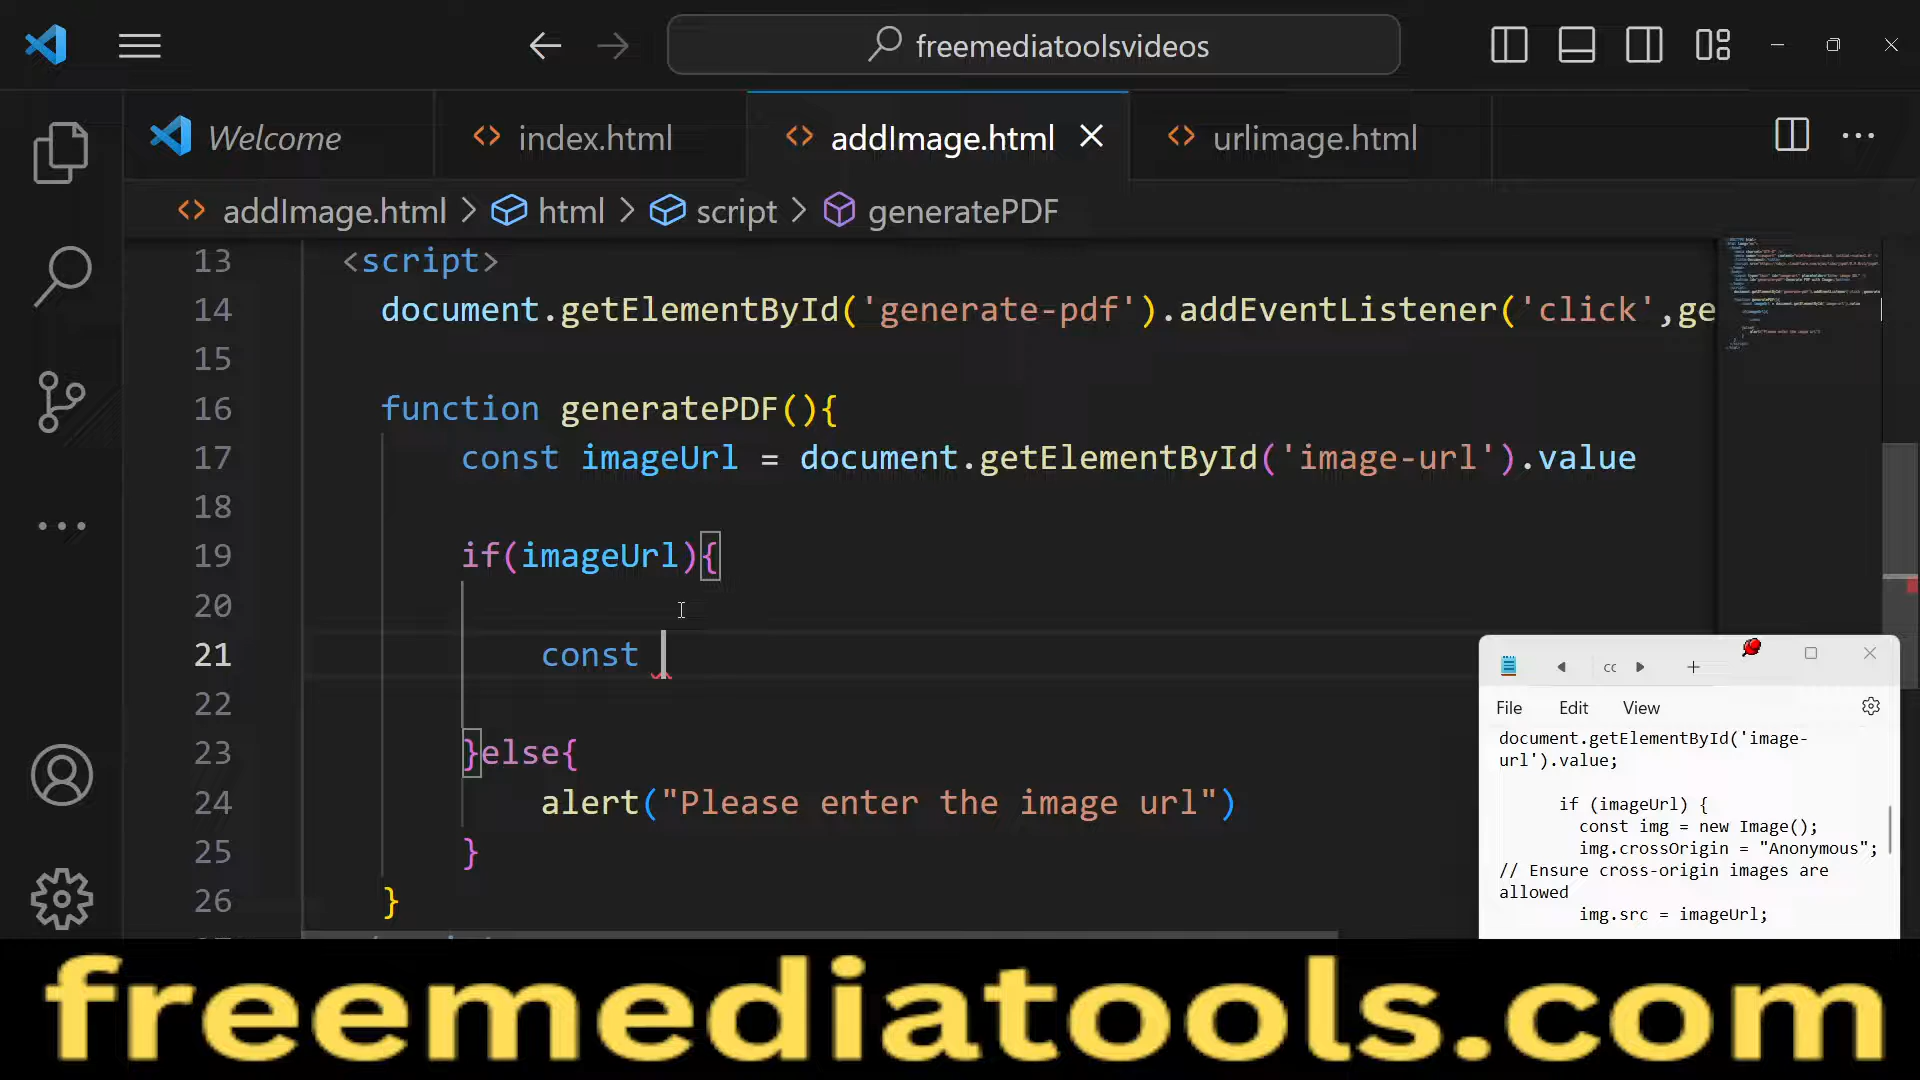 freemediatoolsvideos
Welcome
index.html
addImage.html
urlimage.html
addImage.html > html > script > generatePDF
13 <script>
14 document.getElementById('generate-pdf').addEventListener('click',ge
15
16 function generatePDF(){
17 const imageUrl = document.getElementById('image-url').value
18
19 if(imageUrl){
20
21 const
22
23 }else{
24 alert("Please enter the image url")
25 }
26 }
cc
File Edit View
document.getElementById('image-
url').value;
if (imageUrl) {
const img = new Image();
img.crossOrigin = "Anonymous";
// Ensure cross-origin images are
allowed
img.src = imageUrl;
freemediatools.com